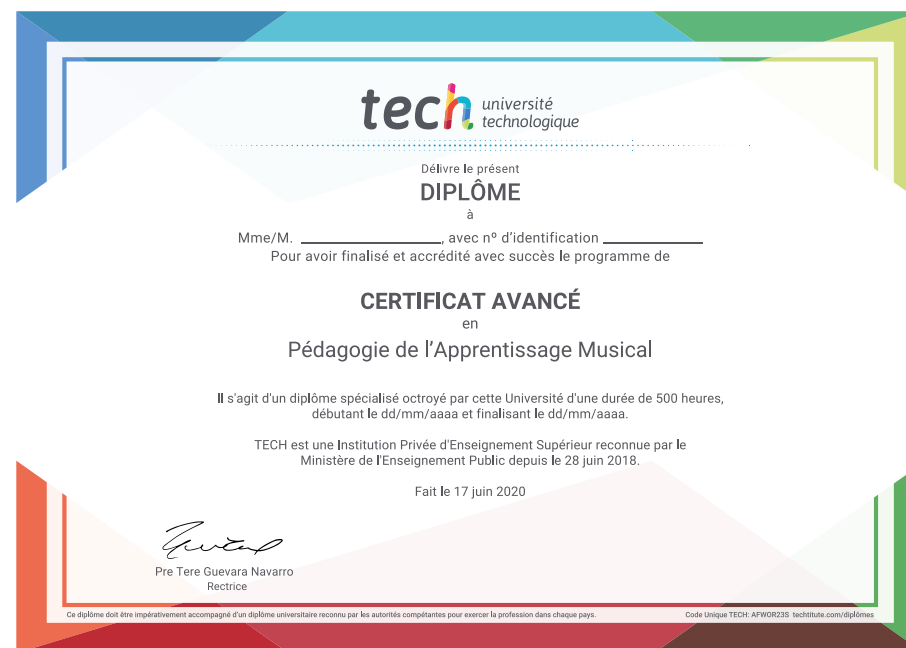 tech université
technologique
Délivre le présent
DIPLÔME
à
Mme/M. ____________________, avec nº d'identification ______________
Pour avoir finalisé et accrédité avec succès le programme de
CERTIFICAT AVANCÉ
en
Pédagogie de l'Apprentissage Musical
Il s'agit d'un diplôme spécialisé octroyé par cette Université d'une durée de 500 heures,
débutant le dd/mm/aaaa et finalisant le dd/mm/aaaa.
TECH est une Institution Privée d'Enseignement Supérieur reconnue par le
Ministère de l'Enseignement Public depuis le 28 juin 2018.
Fait le 17 juin 2020
Pre Tere Guevara Navarro
Rectrice
Ce diplôme doit être impérativement accompagné d'un diplôme universitaire reconnu par les autorités compétentes pour exercer la profession dans chaque pays. Code Unique TECH: AFWOR23S techtitute.com/diplômes